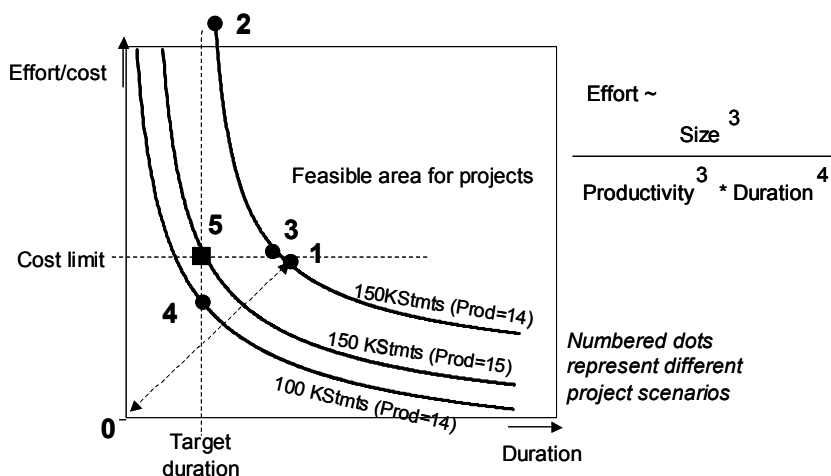 2
Effort/cost
Effort ~
Size 3
Productivity 3 * Duration 4
Feasible area for projects
5
3
1
Cost limit
4
150KStmts (Prod=14)
150 KStmts (Prod=15)
100 KStmts (Prod=14)
Numbered dots
represent different
project scenarios
0
Target
duration
Duration